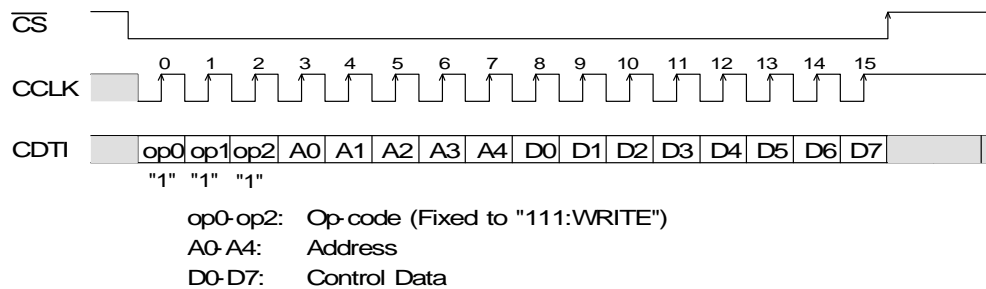 CS
0 1 2 3 4 5 6 7 8 9 10 11 12 13 14 15
CCLK
CDTI op0 op1 op2 A0 A1 A2 A3 A4 D0 D1 D2 D3 D4 D5 D6 D7
"1" "1" "1"
op0-op2: Op-code (Fixed to "111:WRITE")
A0-A4: Address
D0-D7: Control Data